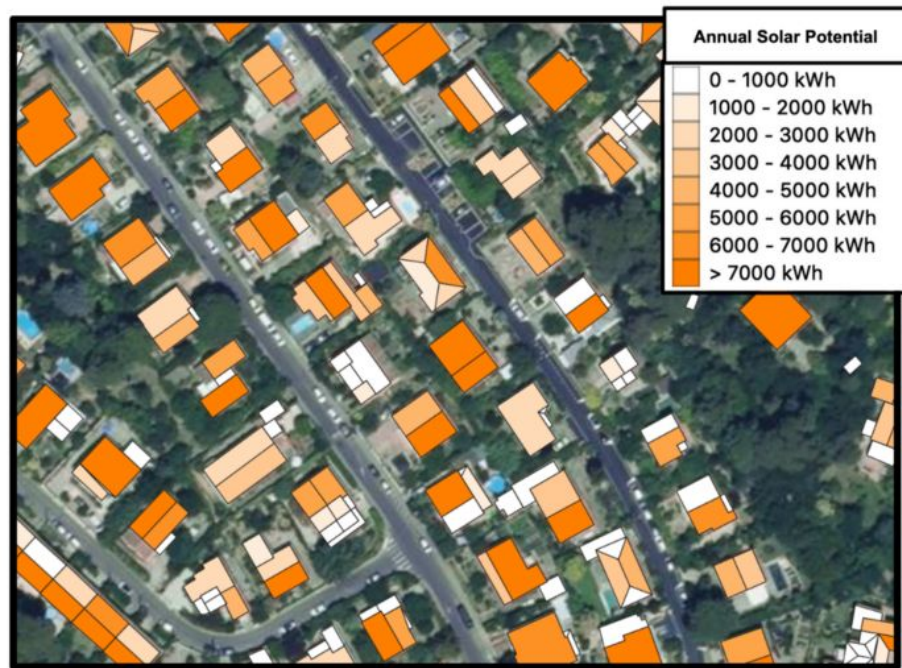 Annual Solar Potential
0 - 1000 kWh
1000 - 2000 kWh
2000 - 3000 kWh
3000 - 4000 kWh
4000 - 5000 kWh
5000 - 6000 kWh
6000 - 7000 kWh
> 7000 kWh